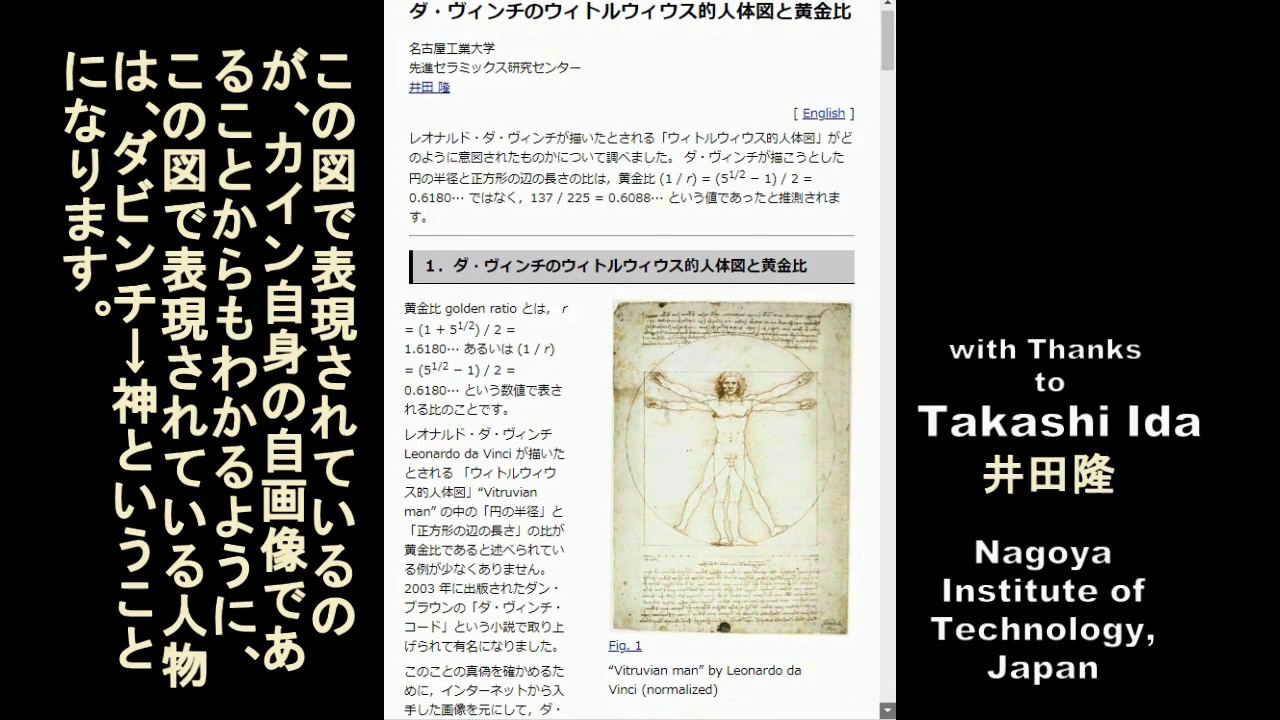 この図で表現されているの
が、カイン自身の自画像であ
ることからもわかるように、
この図で表現されている人物
は、ダビンチ→神ということ
になります。
ダ・ヴィンチのウィトルウィウス的人体図と黄金比
名古屋工業大学
先進セラミックス研究センター
井田 隆
[ English ]
レオナルド・ダ・ヴィンチが描いたとされる「ウィトルウィウス的人体図」がど
のように意図されたものかについて調べました。 ダ・ヴィンチが描こうとした
円の半径と正方形の辺の長さの比は，黄金比 (1 / r) = (5^1/2 − 1) / 2 =
0.6180… ではなく，137 / 225 = 0.6088… という値であったと推測されま
す。
1．ダ・ヴィンチのウィトルウィウス的人体図と黄金比
黄金比 golden ratio とは， r
= (1 + 5^1/2) / 2 =
1.6180… あるいは (1 / r)
= (5^1/2 − 1) / 2 =
0.6180… という数値で表さ
れる比のことです。
レオナルド・ダ・ヴィンチ
Leonardo da Vinci が描いた
とされる 「ウィトルウィウ
ス的人体図」“Vitruvian
man” の中の「円の半径」と
「正方形の辺の長さ」の比が
黄金比であると述べられてい
る例が少なくありません。
2003 年に出版されたダン・
ブラウンの「ダ・ヴィンチ・
コード」という小説で取り上
げられて有名になりました。
このことの真偽を確かめるた
めに，インターネットから入
手した画像を元にして，ダ・
Fig. 1
“Vitruvian man” by Leonardo da
Vinci (normalized)
with Thanks
to
Takashi Ida
井田隆
Nagoya
Institute of
Technology,
Japan